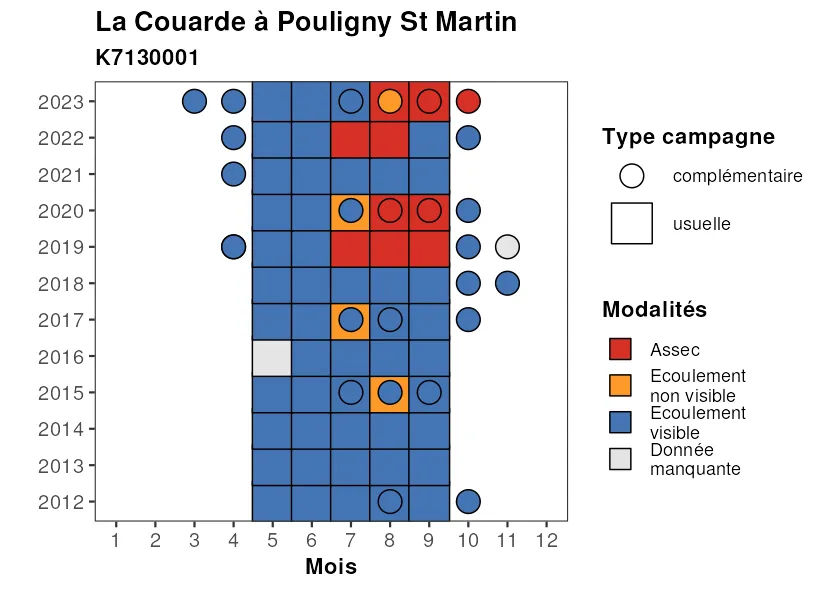 La Couarde à Pouligny St Martin
K7130001
2023
2022
2021
2020
2019
2018
2017
2016
2015
2014
2013
2012
1 2 3 4 5 6 7 8 9 10 11 12
Mois
Type campagne
complémentaire
usuelle
Modalités
Assec
Ecoulement
non visible
Ecoulement
visible
Donnée
manquante